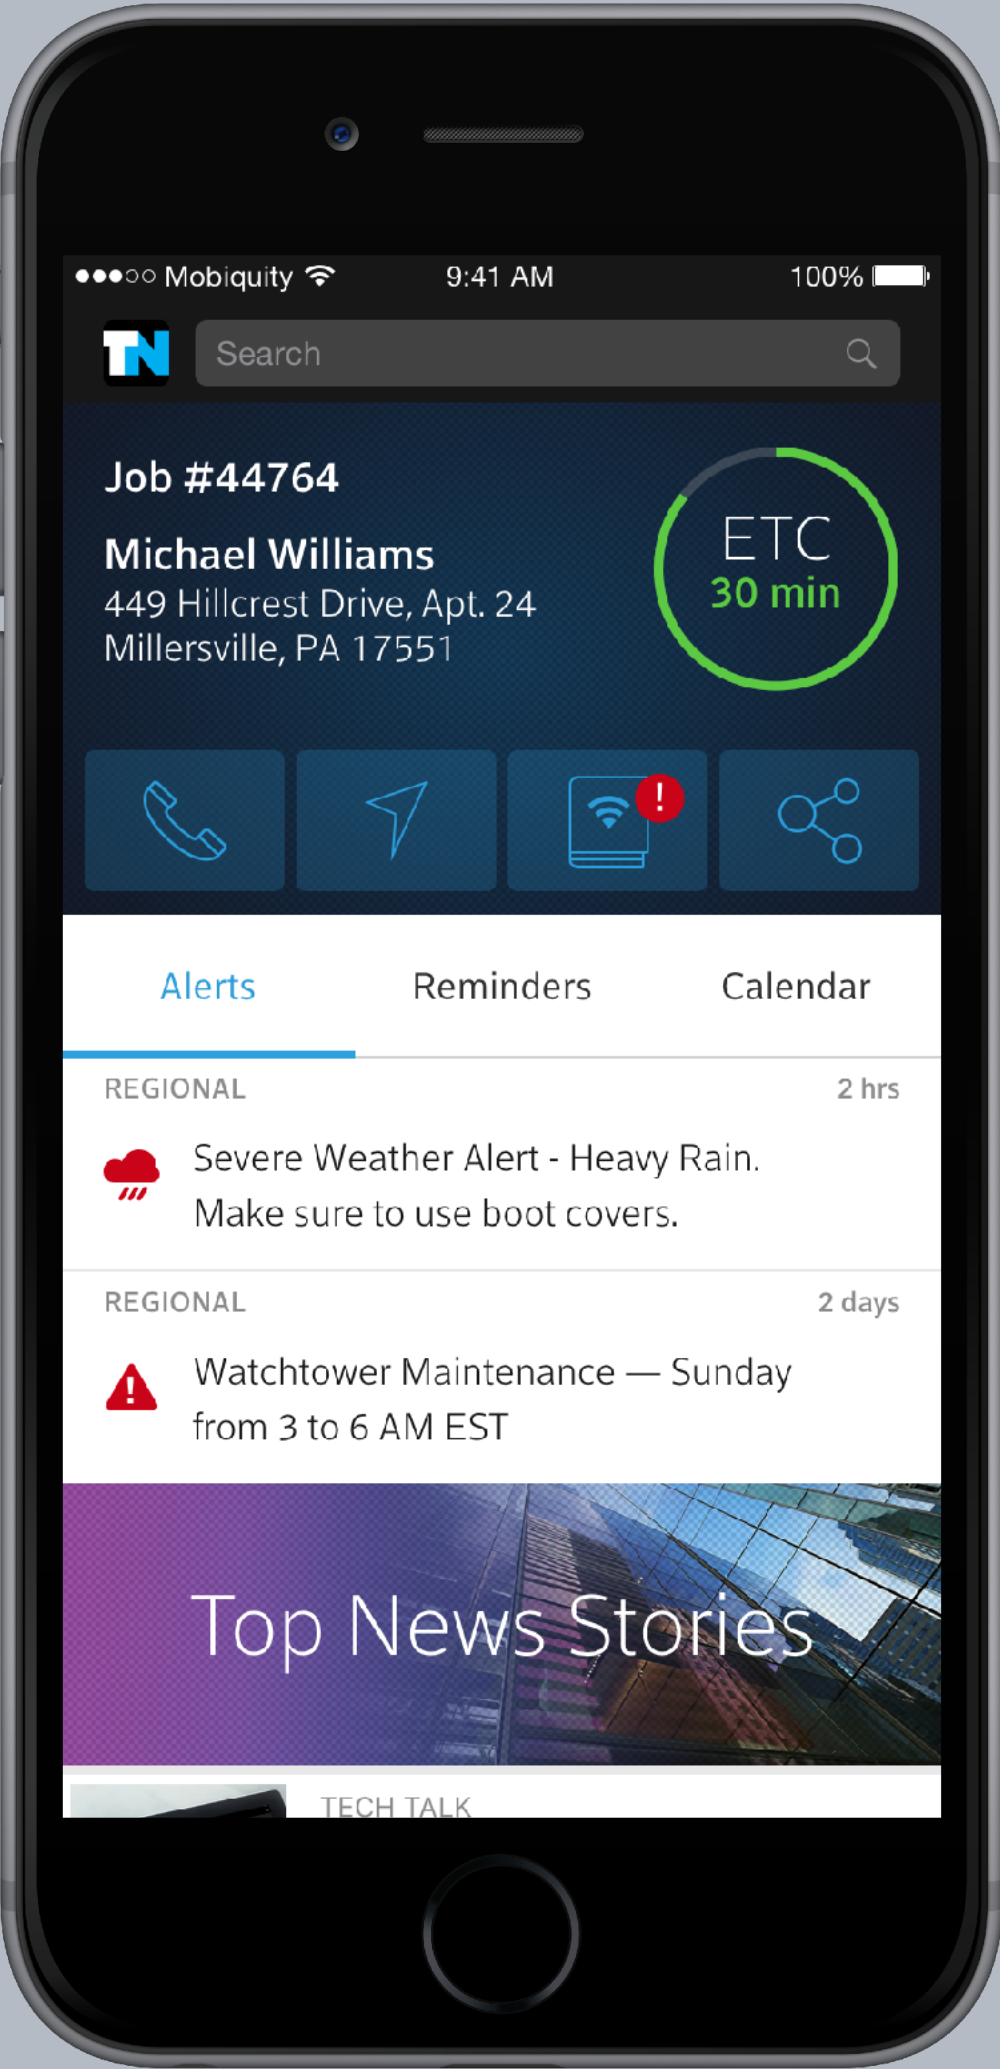 Mobiquity 9:41 AM 100%
TN Search
Job #44764
Michael Williams
449 Hillcrest Drive, Apt. 24
Millersville, PA 17551
ETC
30 min
!
Alerts Reminders Calendar
REGIONAL 2 hrs
Severe Weather Alert - Heavy Rain.
Make sure to use boot covers.
REGIONAL 2 days
! Watchtower Maintenance — Sunday
from 3 to 6 AM EST
Top News Stories
TECH TALK